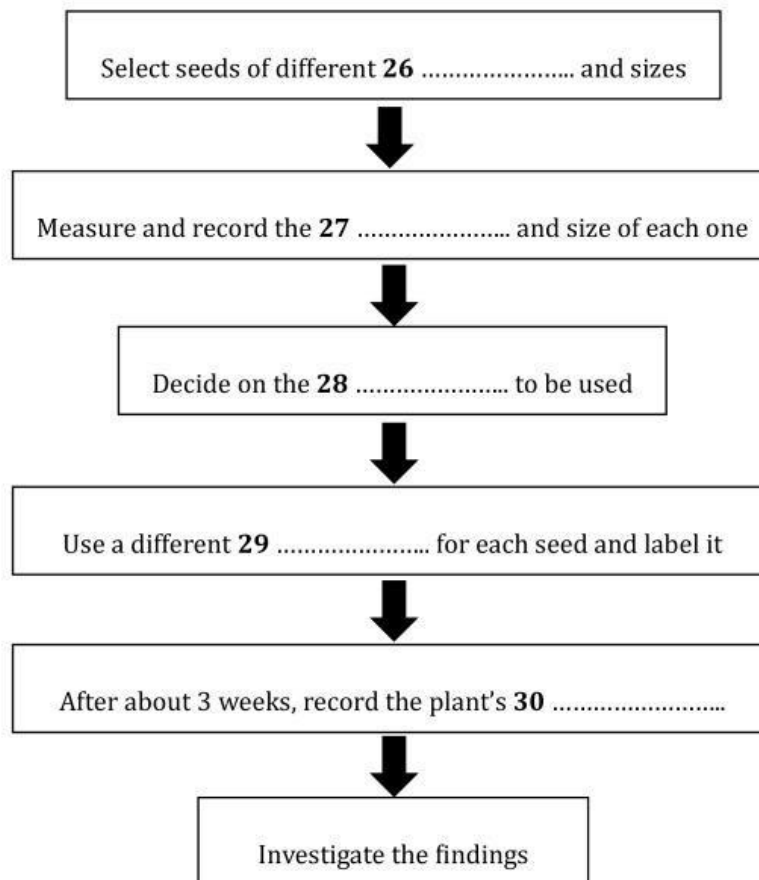 Select seeds of different 26 ........................ and sizes
Measure and record the 27 ........................ and size of each one
Decide on the 28 ........................ to be used
Use a different 29 ........................ for each seed and label it
After about 3 weeks, record the plant’s 30 ...........................
Investigate the findings